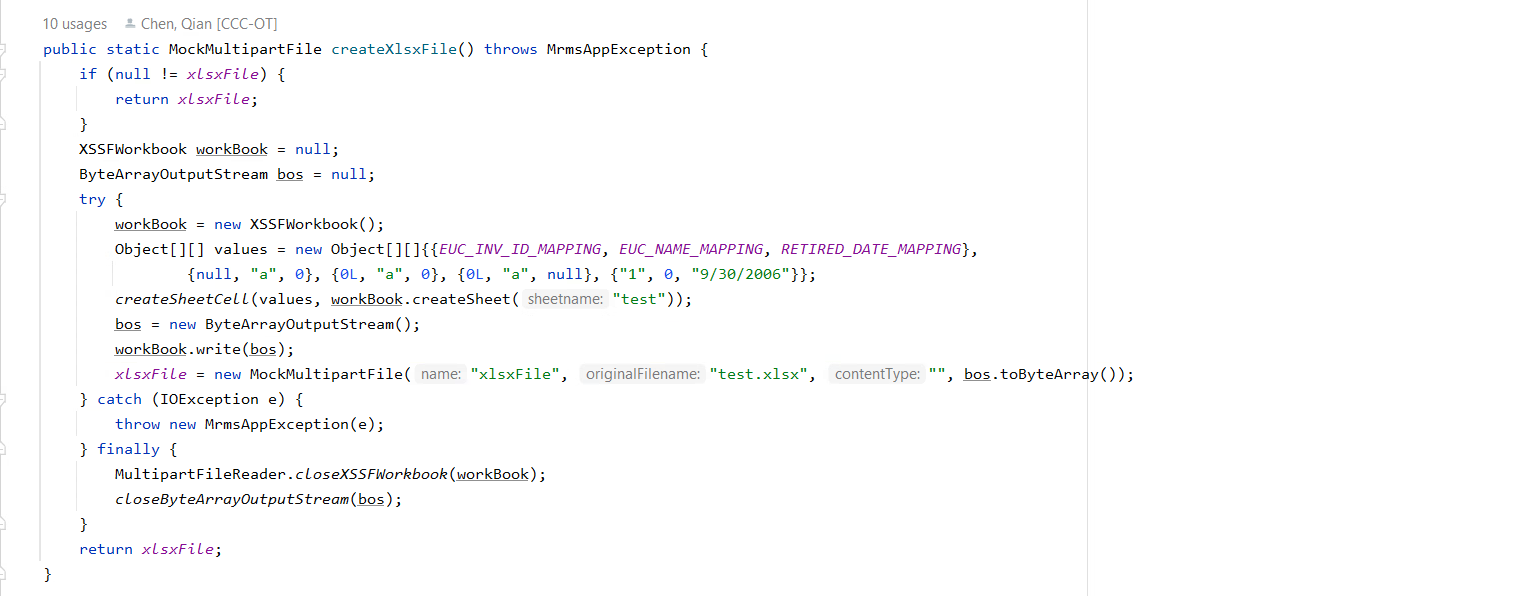 10 usages Chen, Qian [CCC-OT]
public static MockMultipartFile createXlsxFile() throws MrmsAppException {
if (null != xlsxFile) {
return xlsxFile;
}
XSSFWorkbook workBook = null;
ByteArrayOutputStream bos = null;
try {
workBook = new XSSFWorkbook();
Object[][] values = new Object[][]{{EUC_INV_ID_MAPPING, EUC_NAME_MAPPING, RETIRED_DATE_MAPPING},
{null, "a", 0}, {0L, "a", 0}, {0L, "a", null}, {"1", 0, "9/30/2006"}};
createSheetCell(values, workBook.createSheet( sheetname: "test"));
bos = new ByteArrayOutputStream();
workBook.write(bos);
xlsxFile = new MockMultipartFile( name: "xlsxFile", originalFilename: "test.xlsx", contentType: "", bos.toByteArray());
} catch (IOException e) {
throw new MrmsAppException(e);
} finally {
MultipartFileReader.closeXSSFWorkbook(workBook);
closeByteArrayOutputStream(bos);
}
return xlsxFile;
}